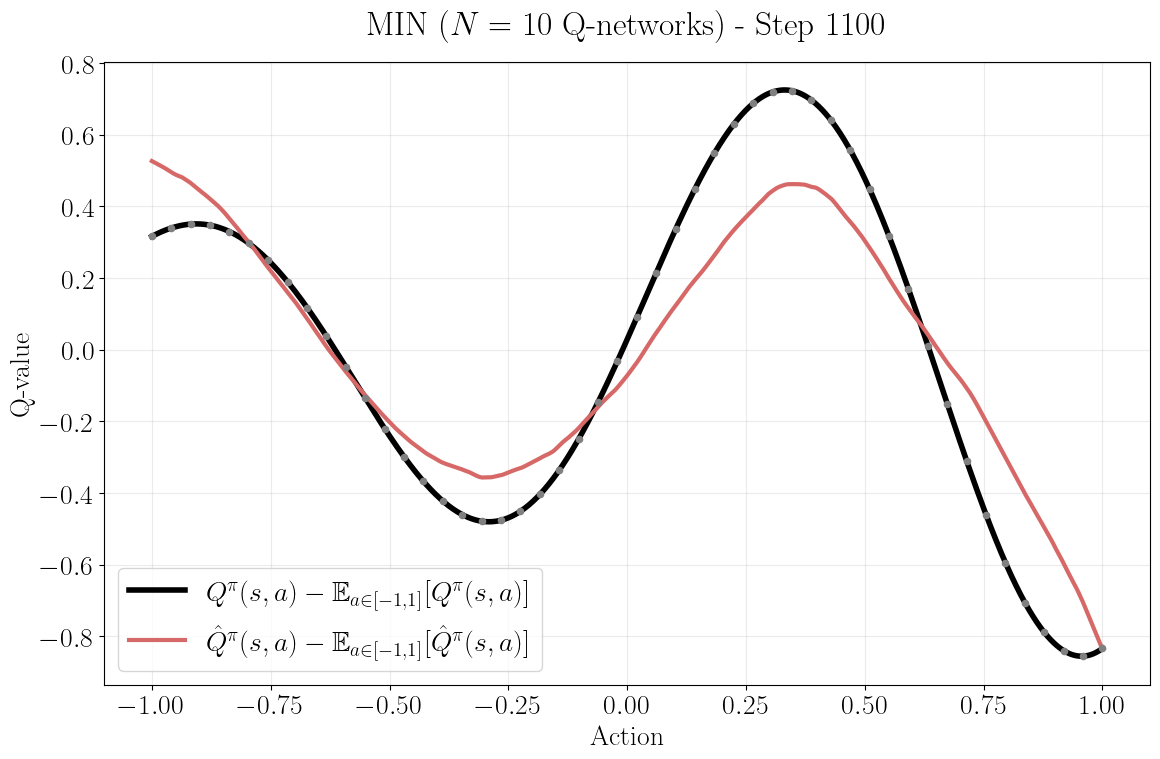 MIN (N = 10 Q-networks) - Step 1100
Q-value
0.8
0.6
0.4
0.2
0.0
−0.2
−0.4
−0.6
−0.8
Q^π(s, a) − 𝔼_{a∈[−1,1]}[Q^π(s, a)]
Q̂^π(s, a) − 𝔼_{a∈[−1,1]}[Q̂^π(s, a)]
−1.00 −0.75 −0.50 −0.25 0.00 0.25 0.50 0.75 1.00
Action